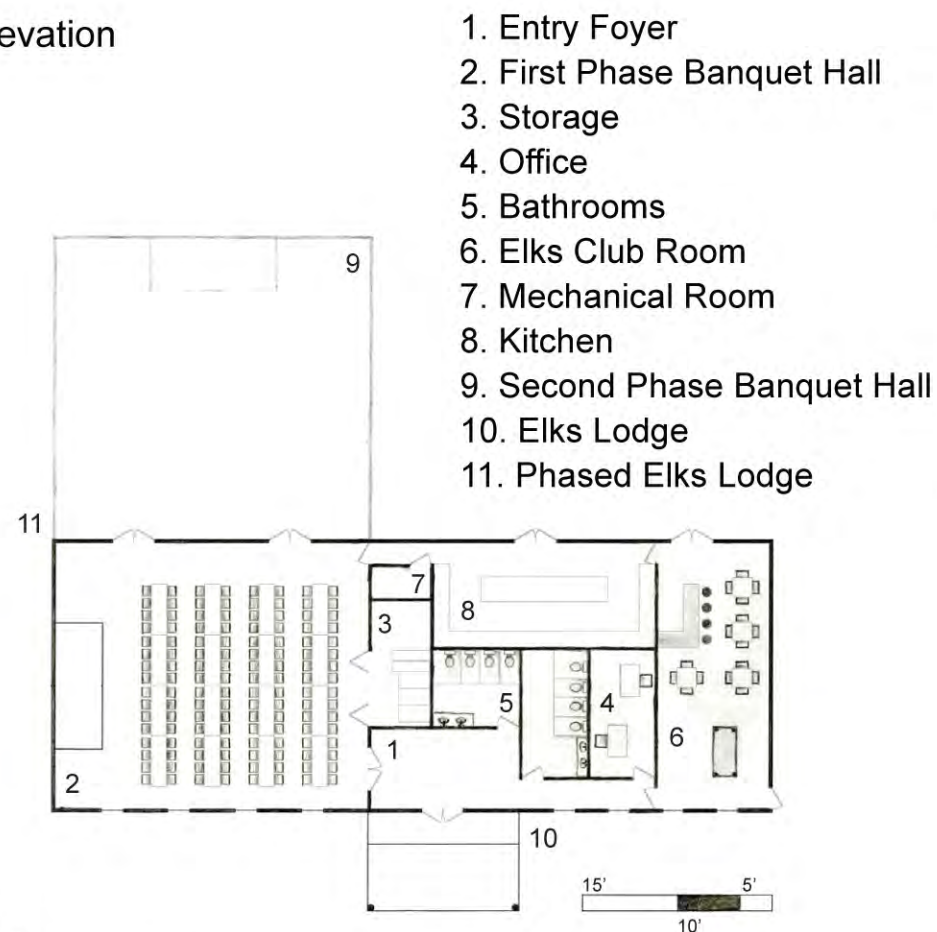 evation
1. Entry Foyer
2. First Phase Banquet Hall
3. Storage
4. Office
5. Bathrooms
6. Elks Club Room
7. Mechanical Room
8. Kitchen
9. Second Phase Banquet Hall
10. Elks Lodge
11. Phased Elks Lodge
9
11
7
3
8
5
4
1
6
2
10
15' 5'
10'